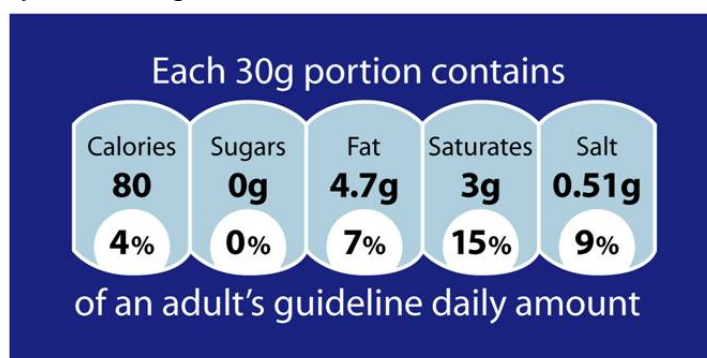 Each 30g portion contains
Calories Sugars Fat Saturates Salt
80 0g 4.7g 3g 0.51g
4% 0% 7% 15% 9%
of an adult's guideline daily amount